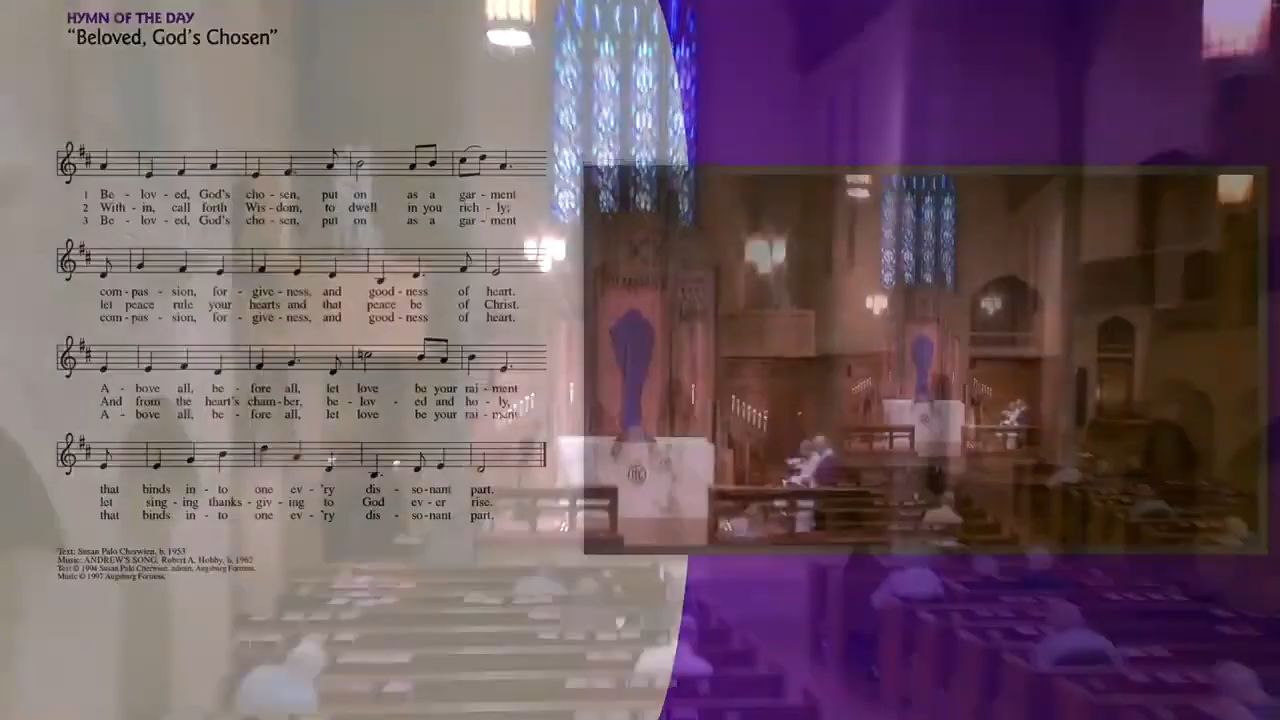 HYMN OF THE DAY
“Beloved, God’s Chosen”
1 Be - lov - ed, God's cho - sen, put on as a gar - ment
2 With - in, call forth Wis - dom, to dwell in you rich - ly;
3 Be - lov - ed, God's cho - sen, put on as a gar - ment
com - pas - sion, for - give - ness, and good - ness of heart.
let peace rule your hearts and that peace be of Christ.
com - pas - sion, for - give - ness, and good - ness of heart.
A - bove all, be - fore all, let love be your rai - ment
And from the heart's cham - ber, be - lov - ed and ho - ly,
A - bove all, be - fore all, let love be your rai - ment
that binds in - to one ev - 'ry dis - so - nant part.
let sing - ing thanks - giv - ing to God ev - er rise.
that binds in - to one ev - 'ry dis - so - nant part.
Text: Susan Palo Cherwien, b. 1953
Music: ANDREW'S SONG, Robert A. Hobby, b. 1962
Text © 1994 Susan Palo Cherwien, admin. Augsburg Fortress.
Music © 1997 Augsburg Fortress.